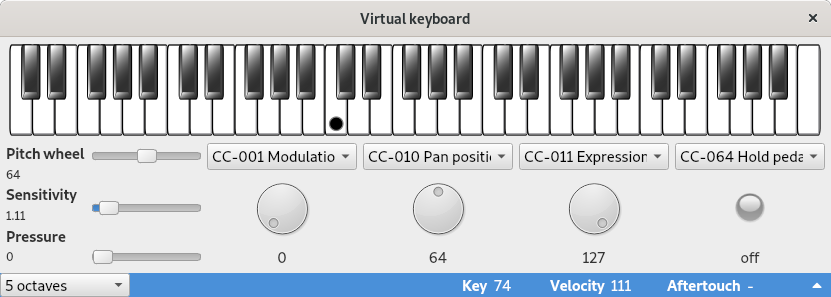 Virtual keyboard ×
Pitch wheel
64
CC-001 Modulatio CC-010 Pan positi CC-011 Expression CC-064 Hold peda
Sensitivity
1.11
Pressure
0
0 64 127 off
5 octaves Key 74 Velocity 111 Aftertouch -